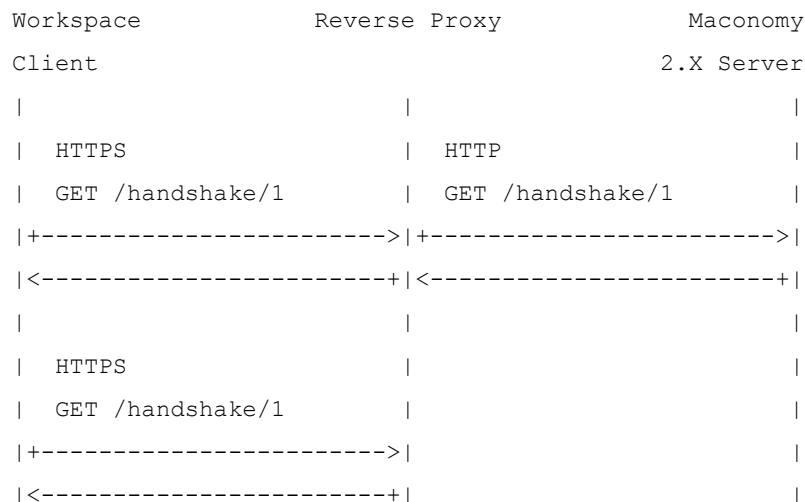 Workspace                Reverse Proxy                Maconomy
Client                                              2.X Server
|                          |                          |
|  HTTPS                   |  HTTP                    |
|  GET /handshake/1        |  GET /handshake/1        |
|+------------------------>|+------------------------>|
|<------------------------+|<------------------------+|
|                          |                          |
|  HTTPS                   |                          |
|  GET /handshake/1        |                          |
|+------------------------>|                          |
|<------------------------+|                          |